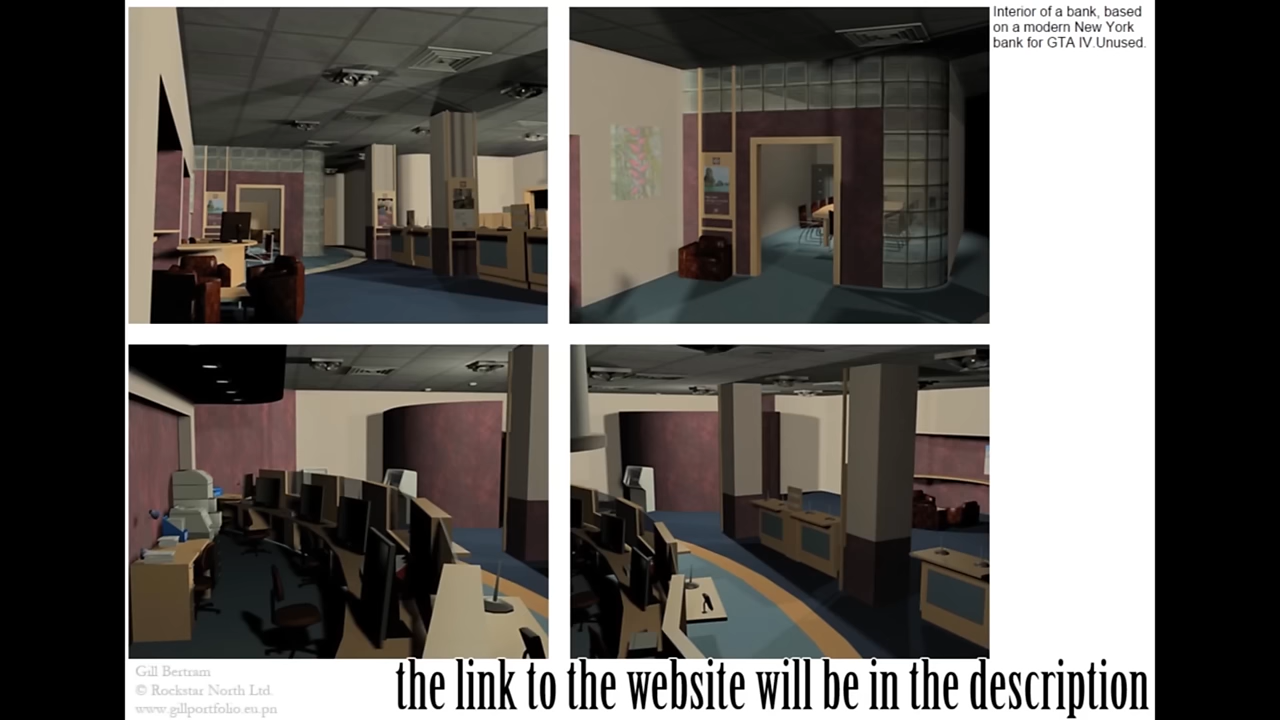 Interior of a bank, based
on a modern New York
bank for GTA IV.Unused.
Gill Bertram
© Rockstar North Ltd.
www.gillportfolio.eu.pn
the link to the website will be in the description